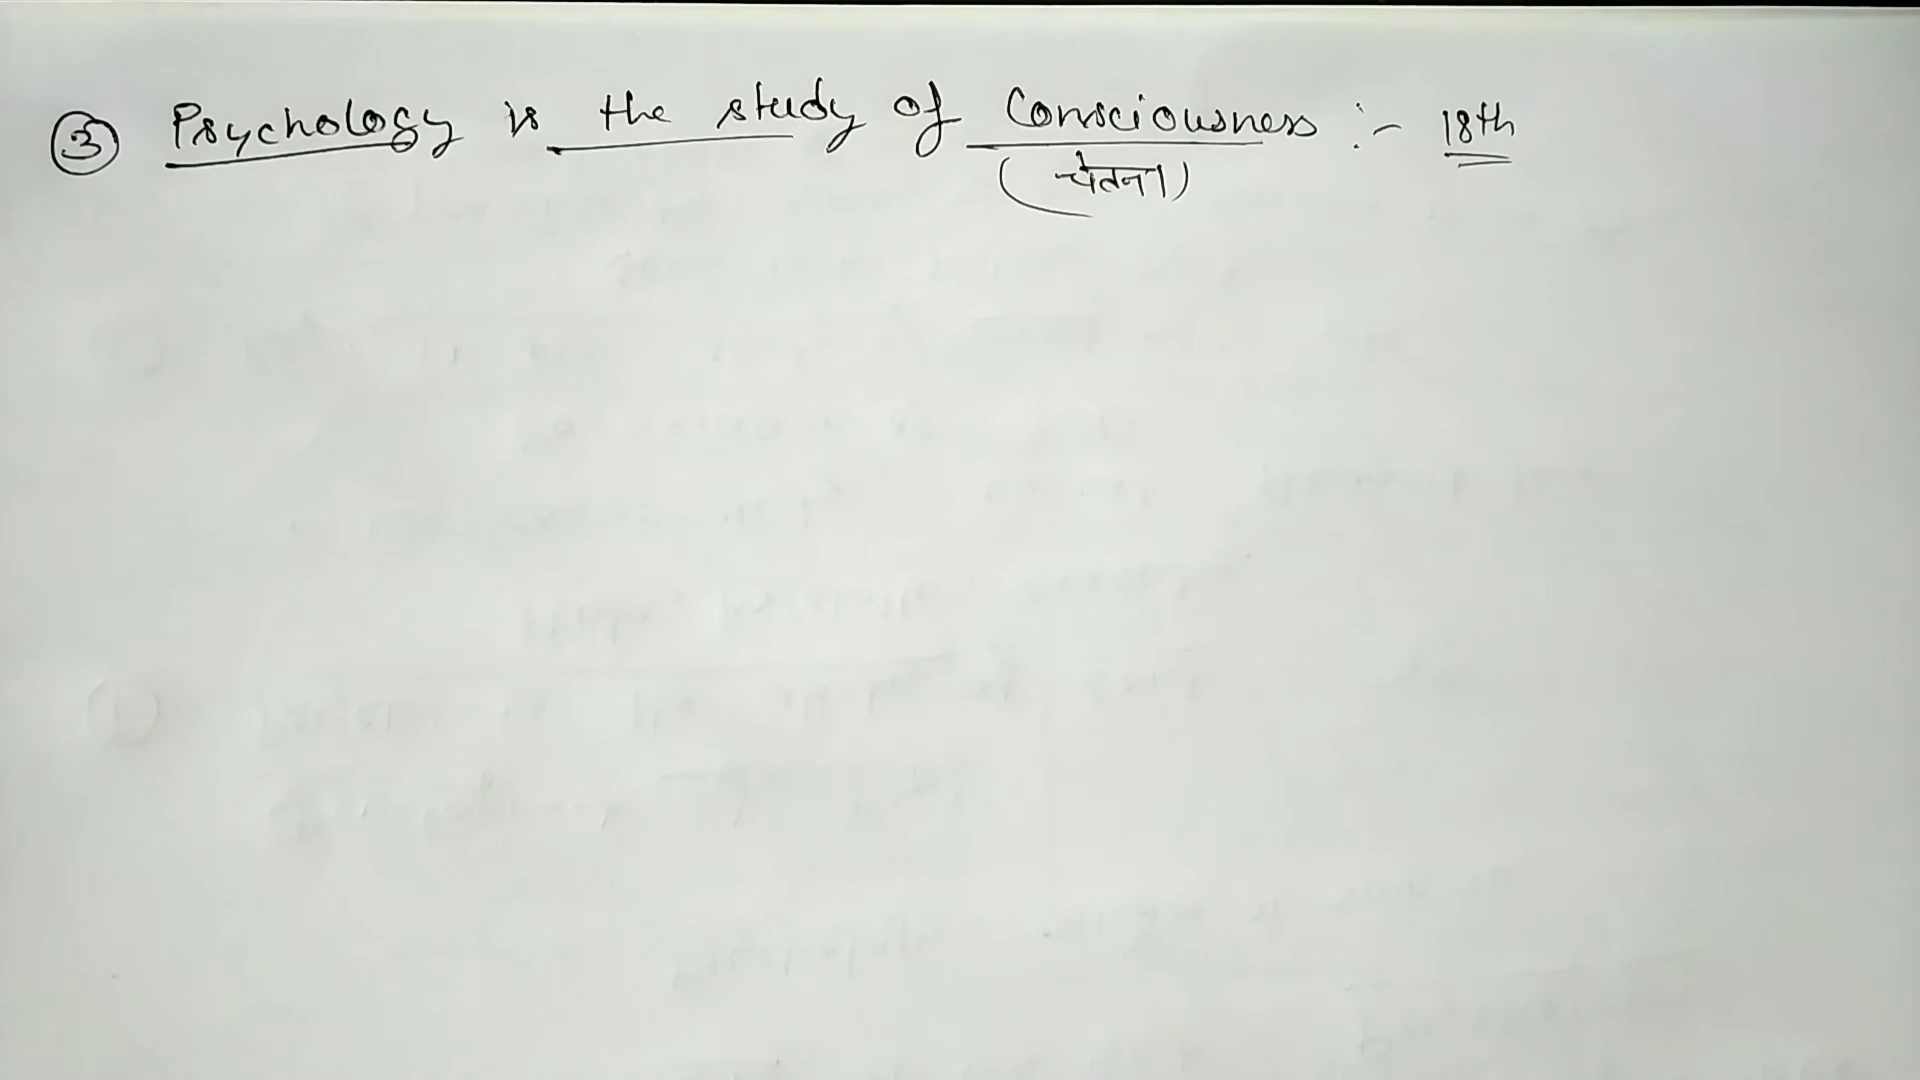 ③ Psychology is the study of Consciousness :- 18th
(चेतना)